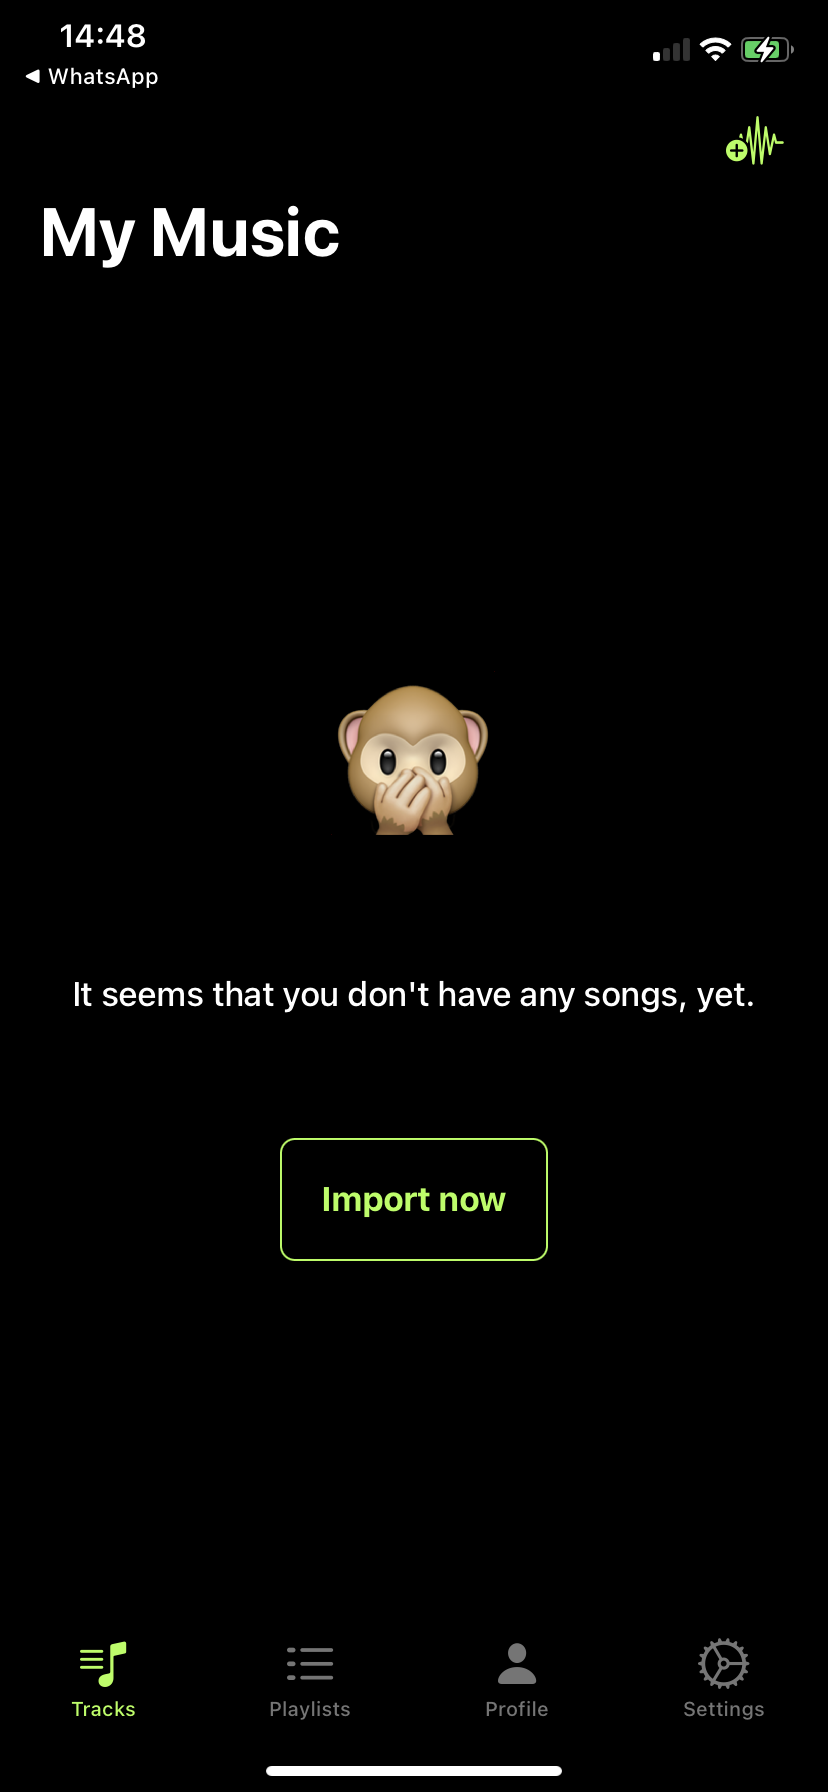 14:48
◀ WhatsApp
My Music
It seems that you don't have any songs, yet.
Import now
Tracks
Playlists
Profile
Settings